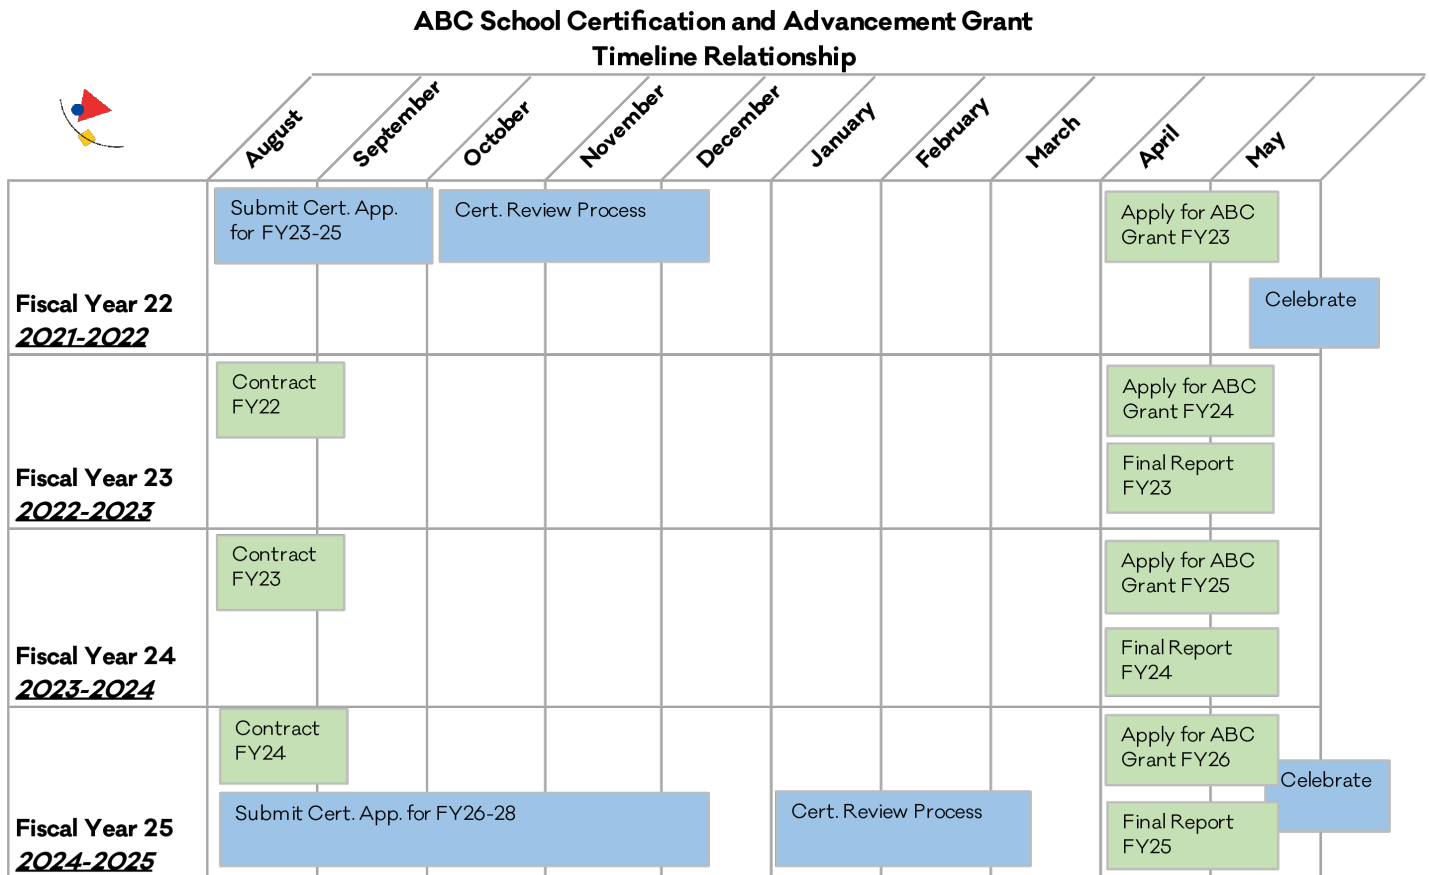 ABC School Certification and Advancement Grant
Timeline Relationship
August
September
October
November
December
January
February
March
April
May
Submit Cert. App.
for FY23-25
Cert. Review Process
Apply for ABC
Grant FY23
Celebrate
Fiscal Year 22
2021-2022
Contract
FY22
Apply for ABC
Grant FY24
Final Report
FY23
Fiscal Year 23
2022-2023
Contract
FY23
Apply for ABC
Grant FY25
Final Report
FY24
Fiscal Year 24
2023-2024
Contract
FY24
Apply for ABC
Grant FY26
Celebrate
Submit Cert. App. for FY26-28
Cert. Review Process
Final Report
FY25
Fiscal Year 25
2024-2025